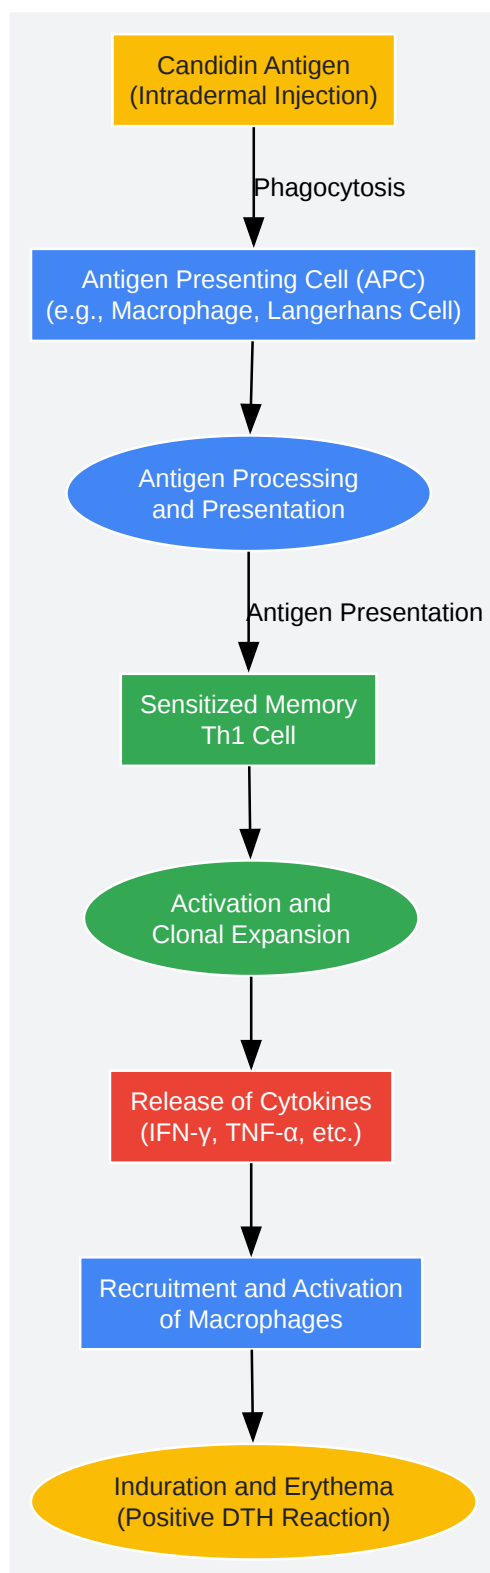 Candidin Antigen
(Intradermal Injection)
Phagocytosis
Antigen Presenting Cell (APC)
(e.g., Macrophage, Langerhans Cell)
Antigen Processing
and Presentation
Antigen Presentation
Sensitized Memory
Th1 Cell
Activation and
Clonal Expansion
Release of Cytokines
(IFN-γ, TNF-α, etc.)
Recruitment and Activation
of Macrophages
Induration and Erythema
(Positive DTH Reaction)